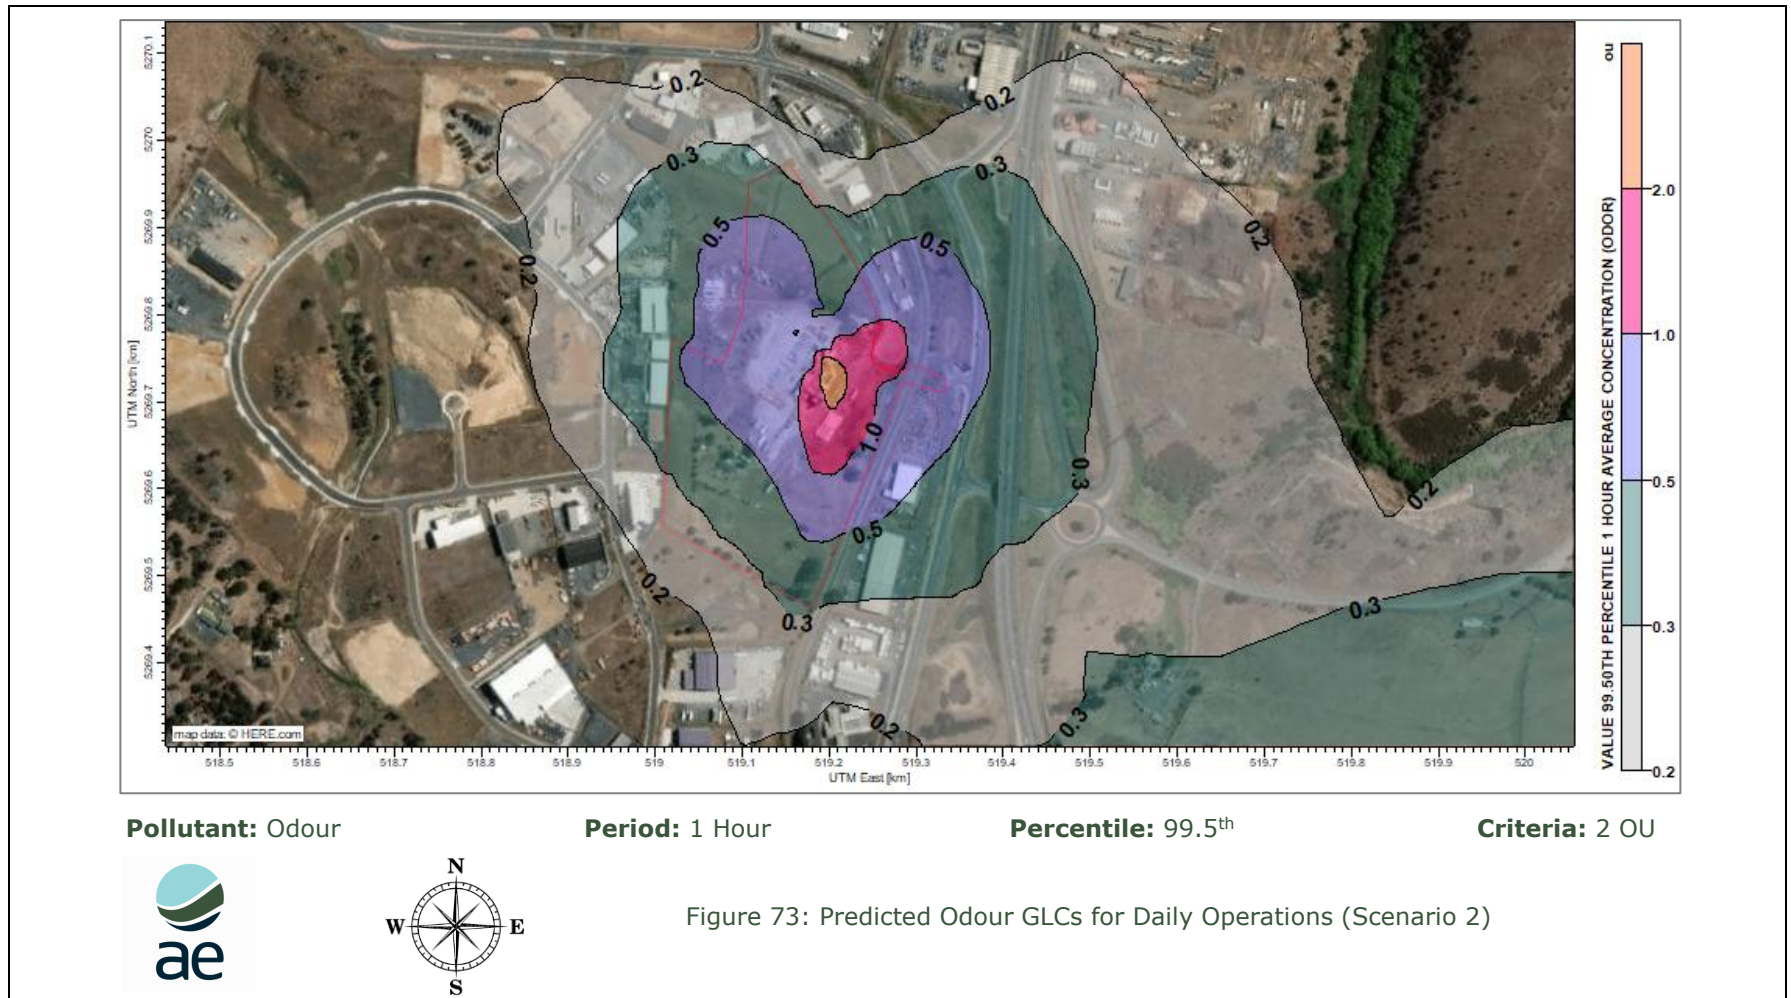 5270.1
5270
5269.9
5269.8
5269.7
5269.6
5269.5
5269.4
UTM North [km]
0.2
0.2
0.3
0.3
0.5
0.5
0.2
0.2
1.0
0.3
0.2
0.5
0.2
0.3
0.3
0.2
0.3
map data: © HERE.com
518.5 518.6 518.7 518.8 518.9 519 519.1 519.2 519.3 519.4 519.5 519.6 519.7 519.8 519.9 520
UTM East [km]
VALUE 99.50TH PERCENTILE 1 HOUR AVERAGE CONCENTRATION (ODOR)
ou
2.0
1.0
0.5
0.3
0.2
Pollutant: Odour Period: 1 Hour Percentile: 99.5th Criteria: 2 OU
ae
N
W E
S
Figure 73: Predicted Odour GLCs for Daily Operations (Scenario 2)